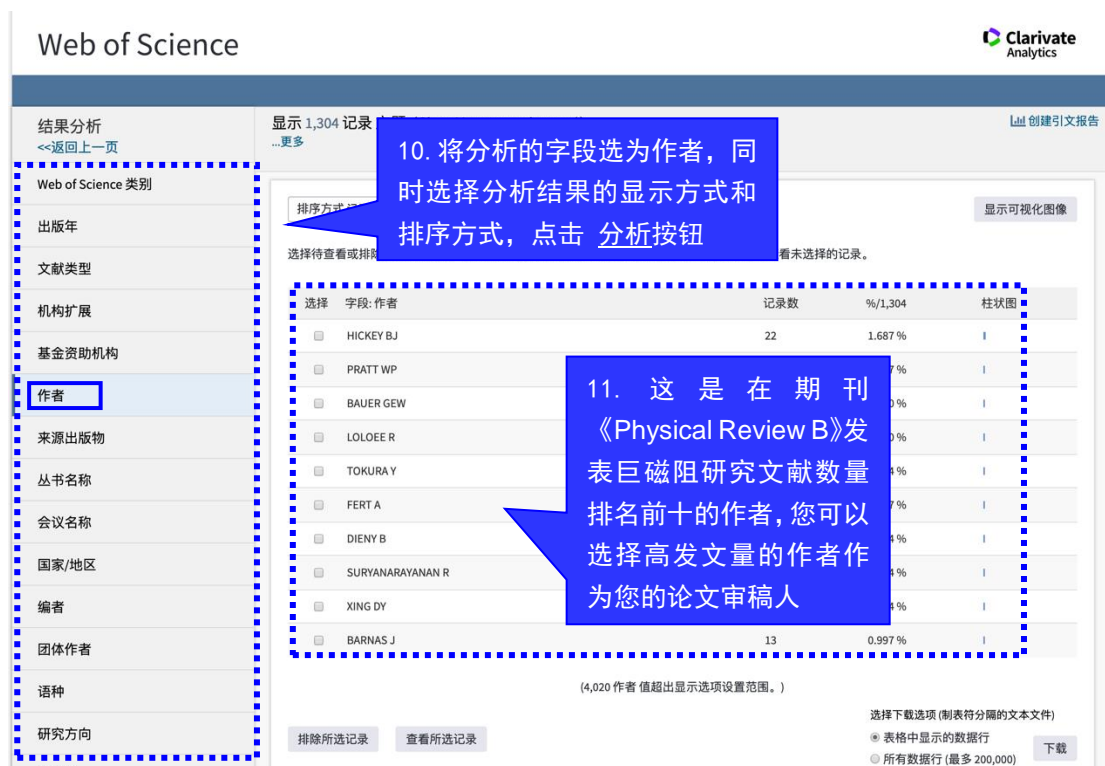 Web of Science
Clarivate
Analytics
结果分析
<<返回上一页
显示 1,304 记录
...更多
创建引文报告
10. 将分析的字段选为作者，同
时选择分析结果的显示方式和
排序方式，点击 分析按钮
Web of Science 类别
出版年
文献类型
机构扩展
基金资助机构
作者
来源出版物
丛书名称
会议名称
国家/地区
编者
团体作者
语种
研究方向
排序方式
显示可视化图像
选择待查看或排除
看未选择的记录。
选择 字段: 作者 记录数 %/1,304 柱状图
HICKEY BJ 22 1.687 %
PRATT WP %
BAUER GEW %
LOLOEE R %
TOKURA Y %
FERT A %
DIENY B %
SURYANARAYANAN R %
XING DY %
BARNAS J 13 0.997 %
11. 这是在期刊
《Physical Review B》发
表巨磁阻研究文献数量
排名前十的作者，您可以
选择高发文量的作者作
为您的论文审稿人
(4,020 作者 值超出显示选项设置范围。)
排除所选记录 查看所选记录
选择下载选项 (制表符分隔的文本文件)
表格中显示的数据行
所有数据行 (最多 200,000)
下载